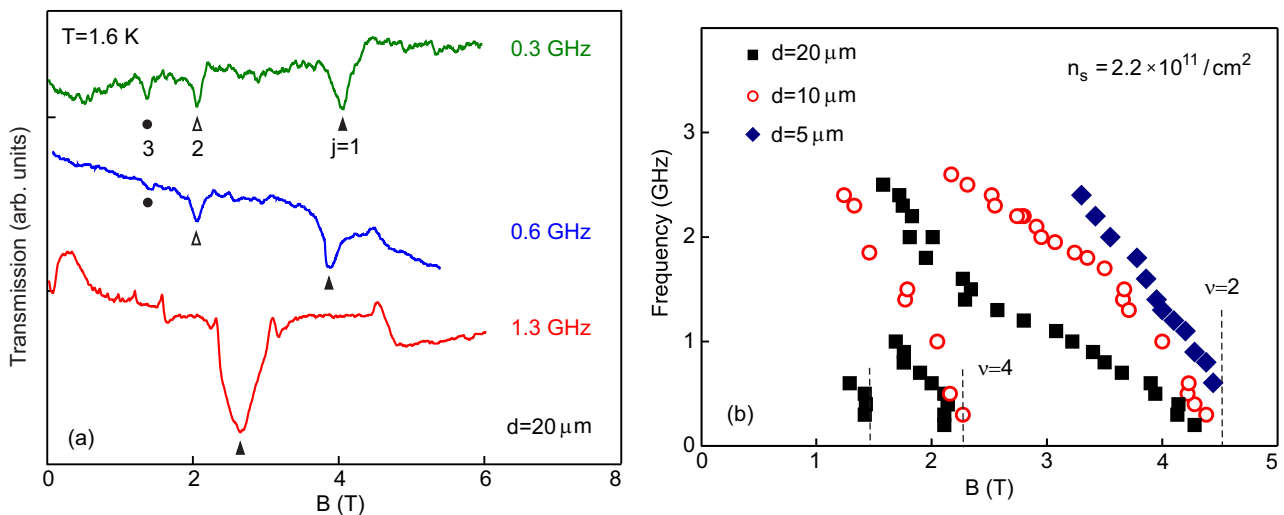 T=1.6 K
0.3 GHz
3
2
j=1
0.6 GHz
1.3 GHz
(a)
d=20 μm
Transmission (arb. units)
0 2 4 6 8
B (T)
d=20 μm
d=10 μm
d=5 μm
n_s = 2.2 × 10^11 / cm^2
ν=2
ν=4
(b)
Frequency (GHz)
3
2
1
0
0 1 2 3 4 5
B (T)